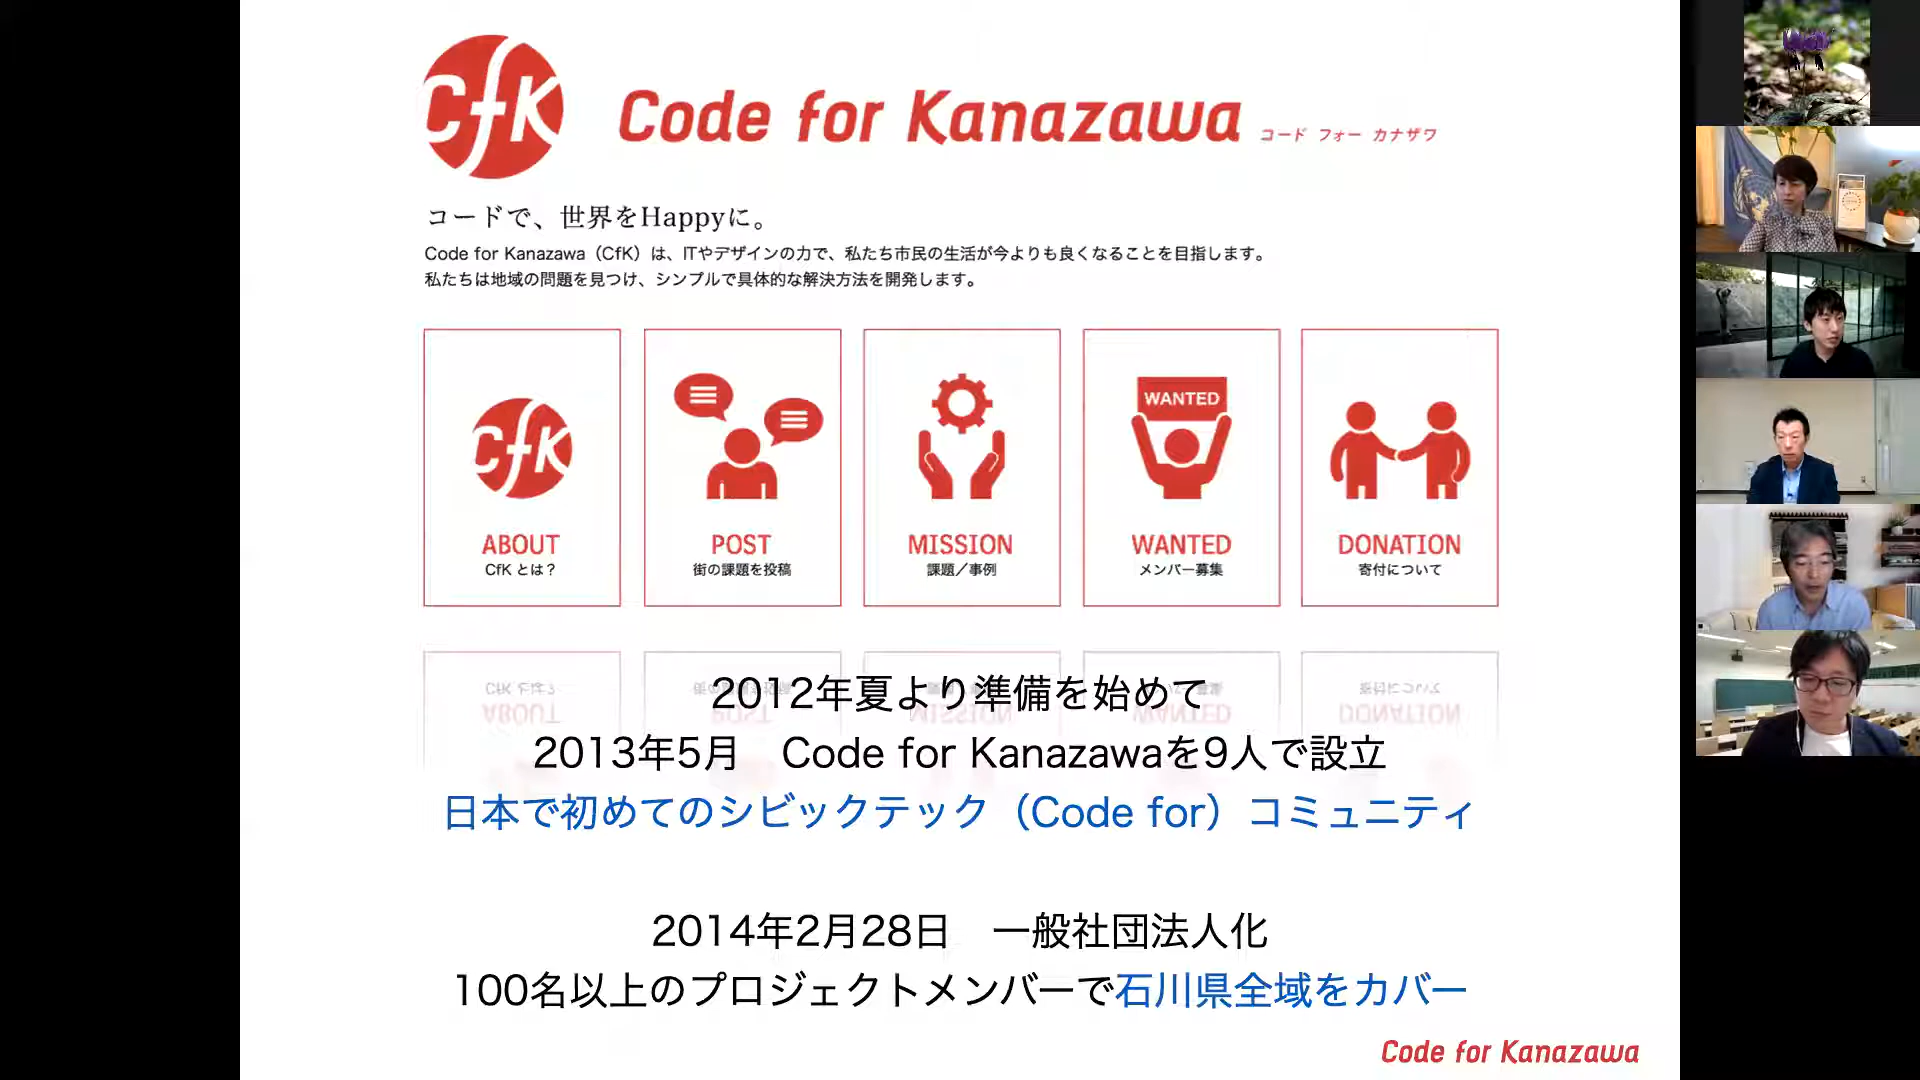 CfK
Code for Kanazawa コード フォー カナザワ
コードで、世界をHappyに。
Code for Kanazawa（CfK）は、ITやデザインの力で、私たち市民の生活が今よりも良くなることを目指します。
私たちは地域の問題を見つけ、シンプルで具体的な解決方法を開発します。
CfK
WANTED
ABOUT
CfK とは？
POST
街の課題を投稿
MISSION
課題／事例
WANTED
メンバー募集
DONATION
寄付について
2012年夏より準備を始めて
2013年5月　Code for Kanazawaを9人で設立
日本で初めてのシビックテック（Code for）コミュニティ
2014年2月28日　一般社団法人化
100名以上のプロジェクトメンバーで石川県全域をカバー
Code for Kanazawa